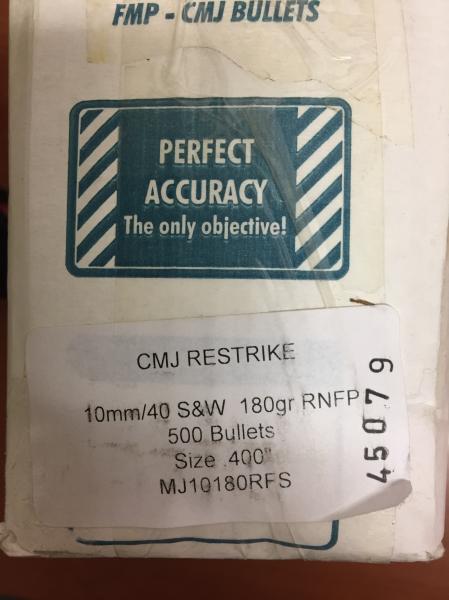 FMP - CMJ BULLETS
PERFECT
ACCURACY
The only objective!
CMJ RESTRIKE
10mm/40 S&W 180gr RNFP
500 Bullets
Size .400"
MJ10180RFS
45079